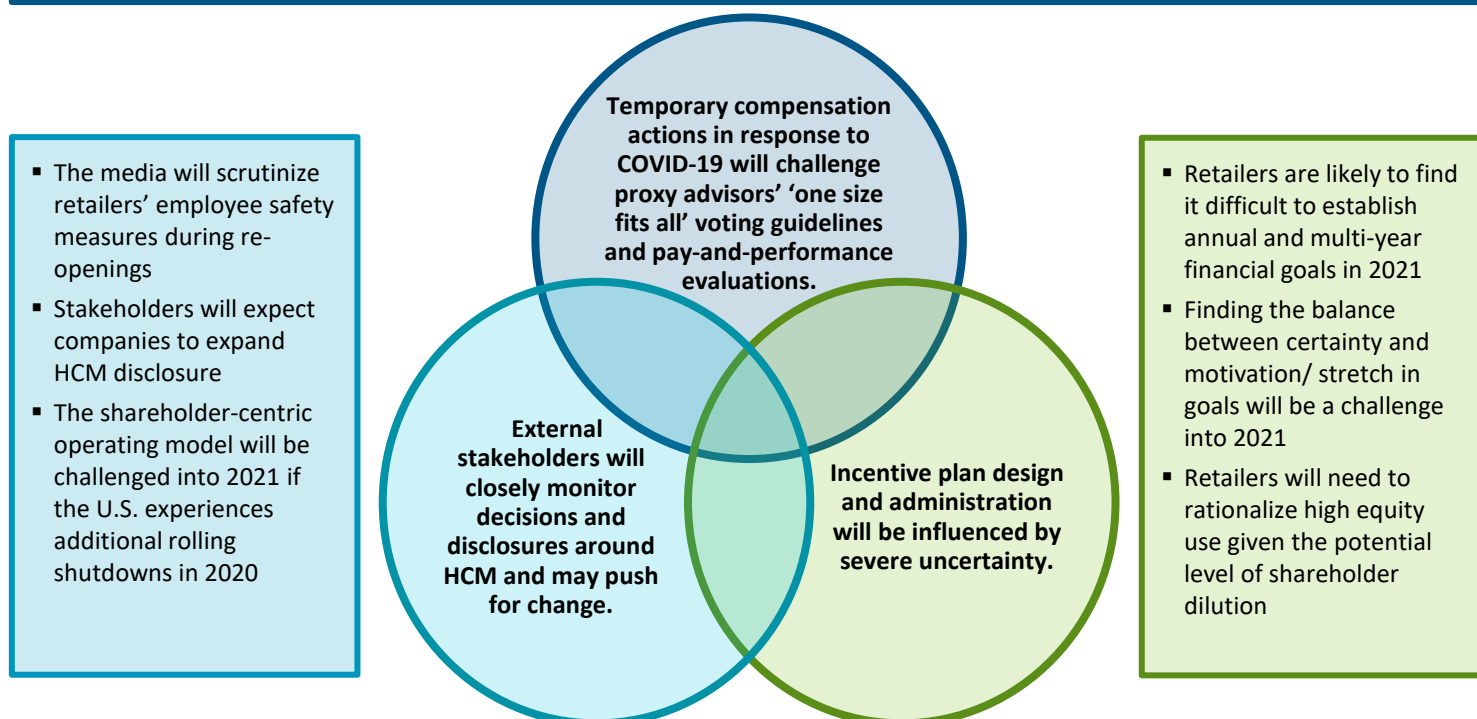 Temporary compensation
actions in response to
COVID-19 will challenge
proxy advisors’ ‘one size
fits all’ voting guidelines
and pay-and-performance
evaluations.
▪ The media will scrutinize
retailers’ employee safety
measures during re-
openings
▪ Stakeholders will expect
companies to expand
HCM disclosure
▪ The shareholder-centric
operating model will be
challenged into 2021 if
the U.S. experiences
additional rolling
shutdowns in 2020
External
stakeholders will
closely monitor
decisions and
disclosures around
HCM and may push
for change.
Incentive plan design
and administration
will be influenced by
severe uncertainty.
▪ Retailers are likely to find
it difficult to establish
annual and multi-year
financial goals in 2021
▪ Finding the balance
between certainty and
motivation/ stretch in
goals will be a challenge
into 2021
▪ Retailers will need to
rationalize high equity
use given the potential
level of shareholder
dilution